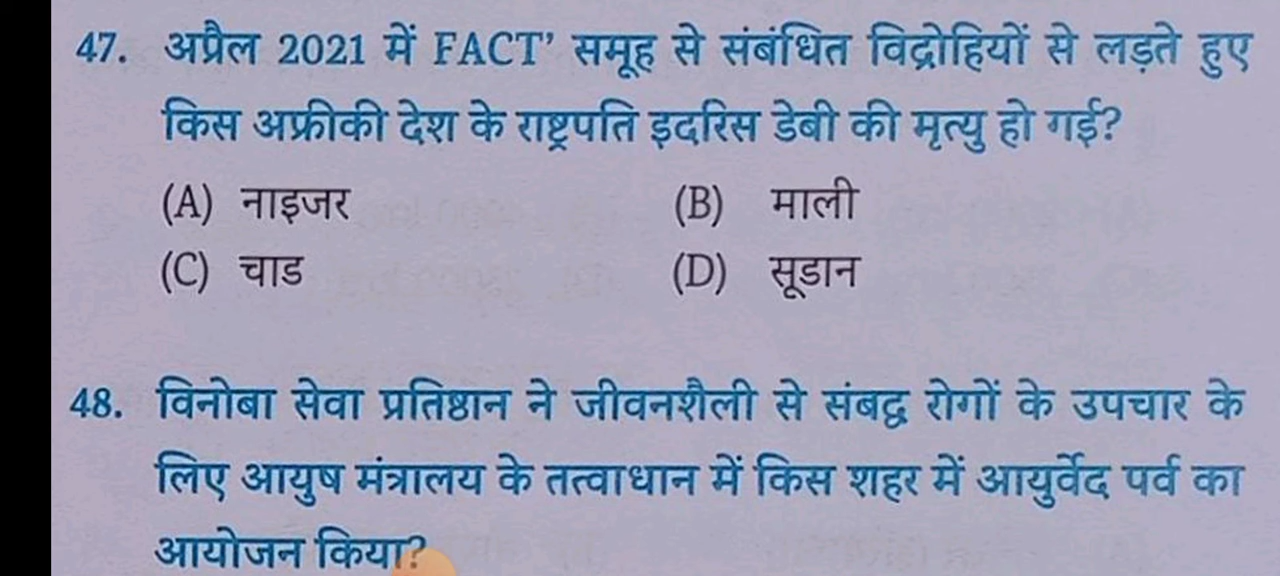 47. अप्रैल 2021 में FACT’ समूह से संबंधित विद्रोहियों से लड़ते हुए
किस अफ्रीकी देश के राष्ट्रपति इदरिस डेबी की मृत्यु हो गई?
(A) नाइजर (B) माली
(C) चाड (D) सूडान
48. विनोबा सेवा प्रतिष्ठान ने जीवनशैली से संबद्ध रोगों के उपचार के
लिए आयुष मंत्रालय के तत्वाधान में किस शहर में आयुर्वेद पर्व का
आयोजन किया?